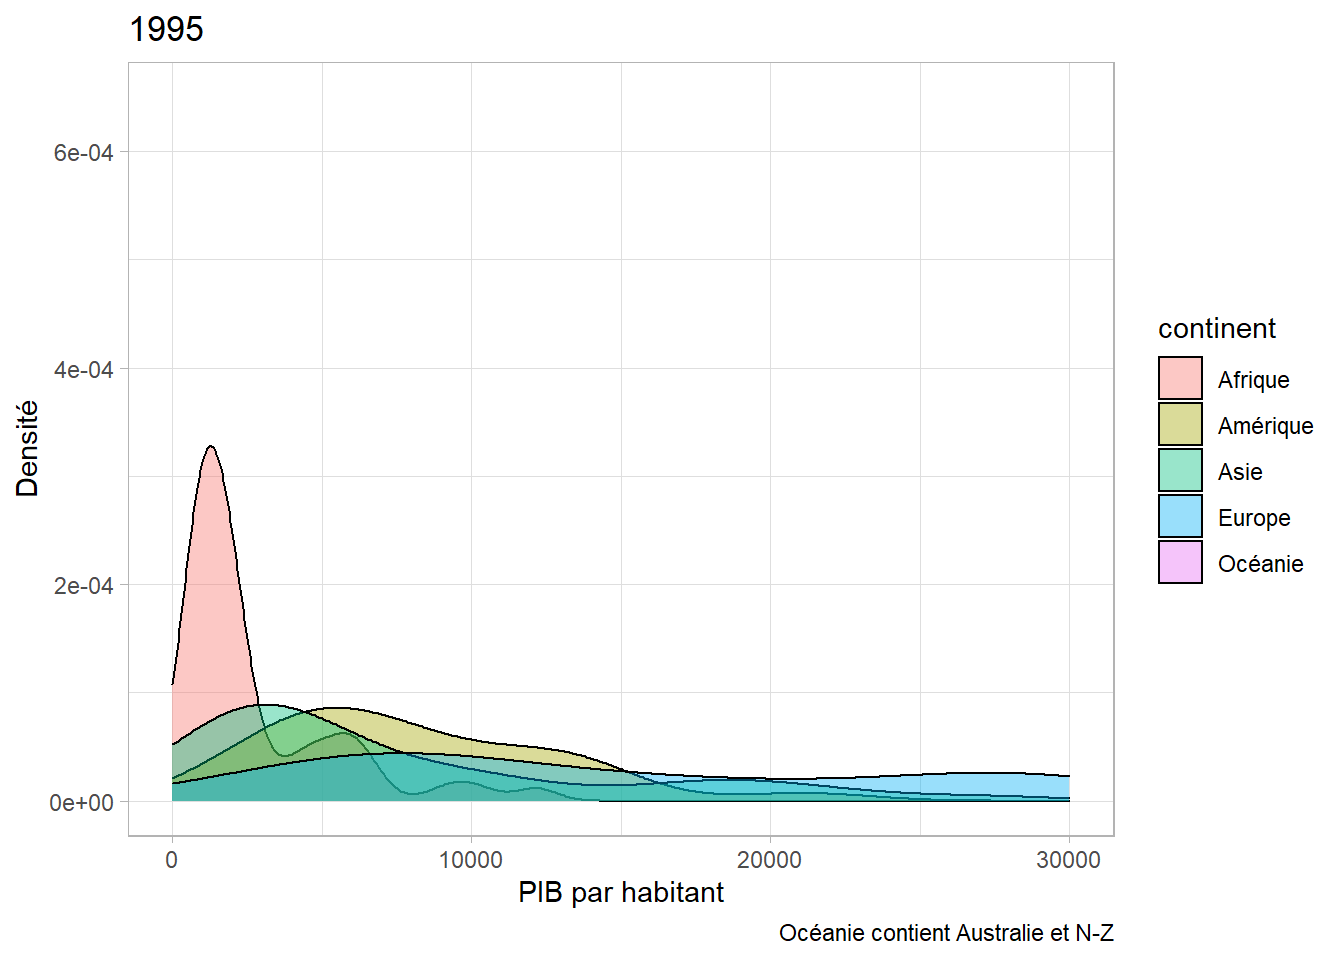 1995
6e-04
4e-04
2e-04
0e+00
Densité
0
10000
20000
30000
PIB par habitant
continent
Afrique
Amérique
Asie
Europe
Océanie
Océanie contient Australie et N-Z